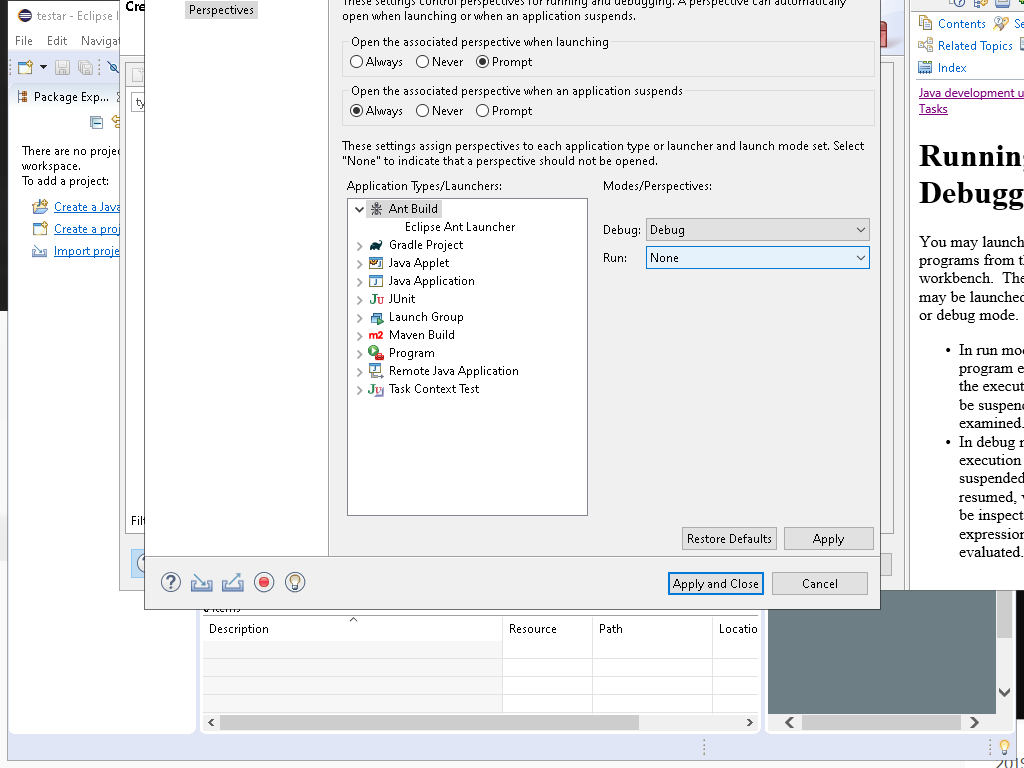 testar - Eclipse
File Edit Navigat
Package Exp...
There are no proje
workspace.
To add a project:
Create a Java
Create a proj
Import proje
Cre
ty
Filt
Perspectives
These settings control perspectives for running and debugging. A perspective can automatically
open when launching or when an application suspends.
Open the associated perspective when launching
Always Never Prompt
Open the associated perspective when an application suspends
Always Never Prompt
These settings assign perspectives to each application type or launcher and launch mode set. Select
"None" to indicate that a perspective should not be opened.
Application Types/Launchers:
Modes/Perspectives:
Ant Build
Eclipse Ant Launcher
Gradle Project
Java Applet
Java Application
JUnit
Launch Group
Maven Build
Program
Remote Java Application
Task Context Test
Debug: Debug
Run: None
Restore Defaults Apply
Apply and Close Cancel
Contents Se
Related Topics
Index
Java development u
Tasks
Running
Debugg
You may launch
programs from th
workbench. The
may be launched
or debug mode.
• In run mod
program e
the execut
be suspend
examined.
• In debug m
execution
suspended
resumed, v
be inspect
expression
evaluated.
Items
Description Resource Path Locatio
2019